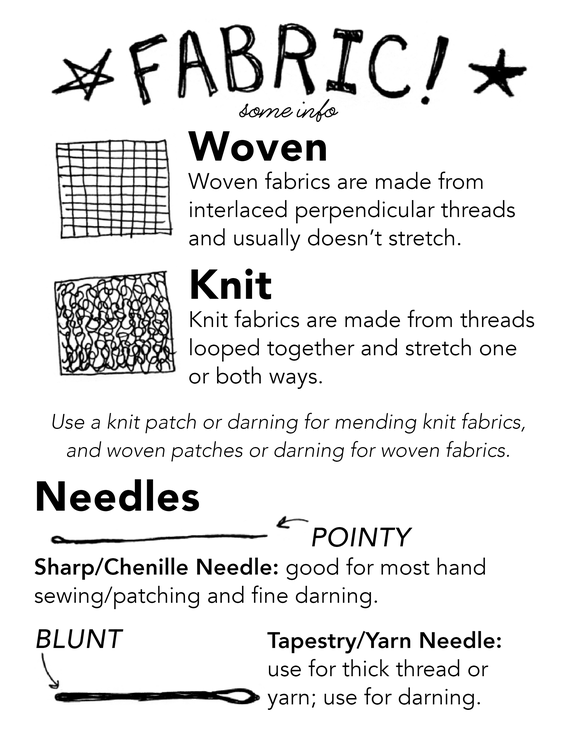 FABRIC!
some info
Woven
Woven fabrics are made from
interlaced perpendicular threads
and usually doesn't stretch.
Knit
Knit fabrics are made from threads
looped together and stretch one
or both ways.
Use a knit patch or darning for mending knit fabrics,
and woven patches or darning for woven fabrics.
Needles
POINTY
Sharp/Chenille Needle: good for most hand
sewing/patching and fine darning.
BLUNT
Tapestry/Yarn Needle:
use for thick thread or
yarn; use for darning.